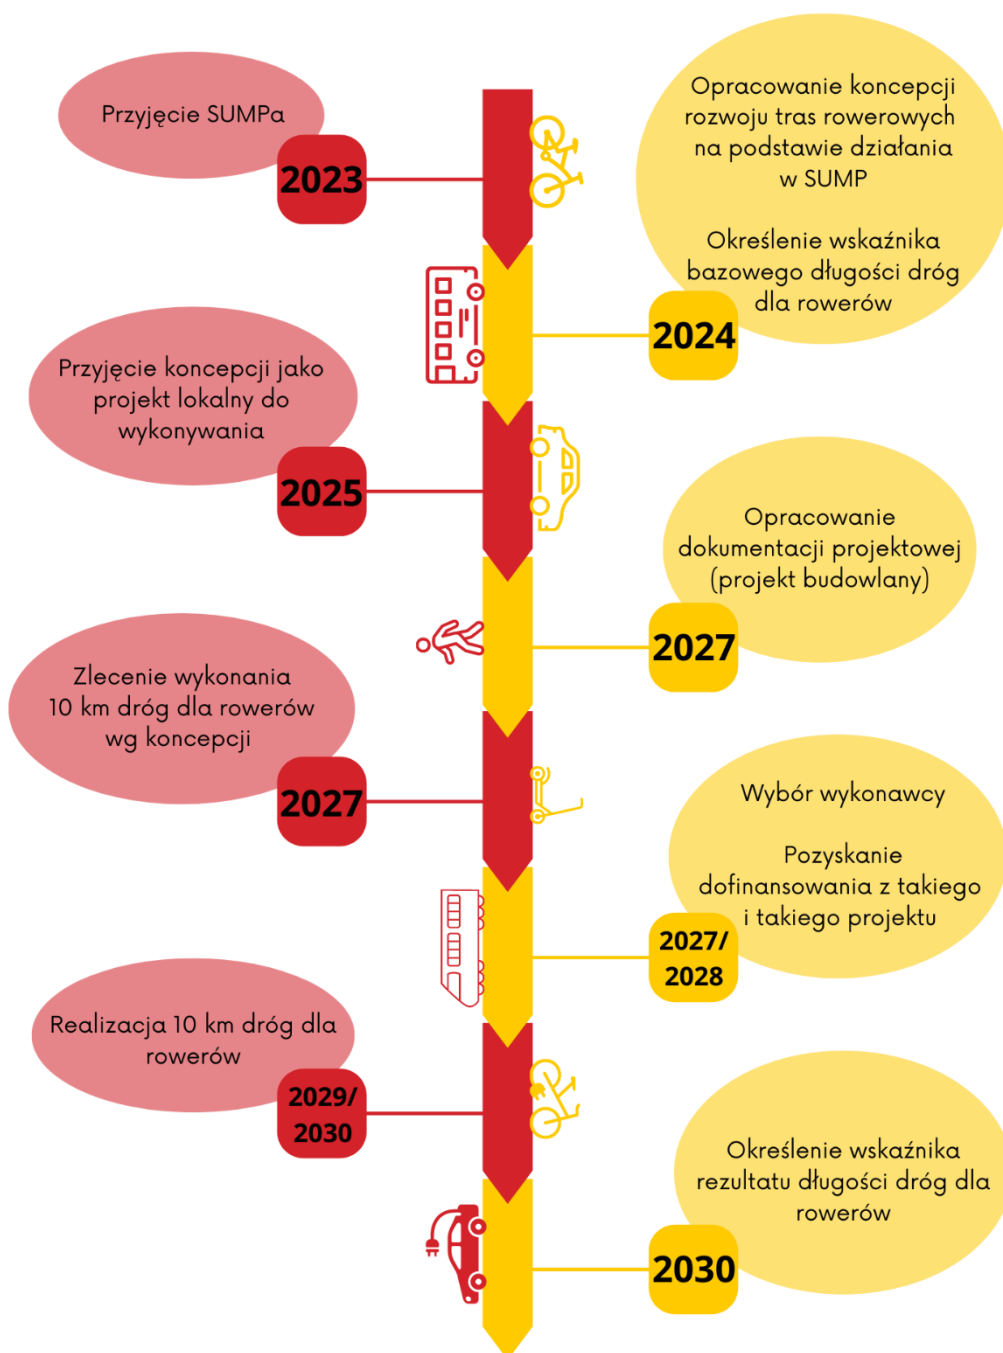 Przyjęcie SUMPa
2023
Opracowanie koncepcji
rozwoju tras rowerowych
na podstawie działania
w SUMP
Określenie wskaźnika
bazowego długości dróg
dla rowerów
2024
Przyjęcie koncepcji jako
projekt lokalny do
wykonywania
2025
Opracowanie
dokumentacji projektowej
(projekt budowlany)
2027
Zlecenie wykonania
10 km dróg dla rowerów
wg koncepcji
2027
Wybór wykonawcy
Pozyskanie
dofinansowania z takiego
i takiego projektu
2027/
2028
Realizacja 10 km dróg dla
rowerów
2029/
2030
Określenie wskaźnika
rezultatu długości dróg dla
rowerów
2030